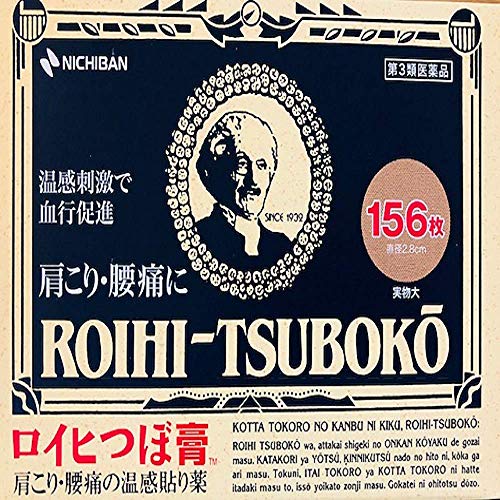 NICHIBAN
第3類医薬品
温感刺激で
血行促進
SINCE 1932
156枚
直径2.8cm
実物大
肩こり・腰痛に
ROIHI-TSUBOKŌ
ロイヒつぼ膏™
肩こり・腰痛の温感貼り薬
KOTTA TOKORO NO KANBU NI KIKU, ROIHI-TSUBOKŌ:
ROIHI TSUBOKŌ wa, attakai shigeki no ONKAN KŌYAKU de gozai
masu. KATAKORI ya YŌTSŪ, KINNIKUTSŪ nado no hito ni, kōka ga
ari masu. Tokuni, ITAI TOKORO ya KOTTA TOKORO ni hatte
itadaki masu to, issō yoikato zonji masu. Gokatei ni ohitotsu dōzo.